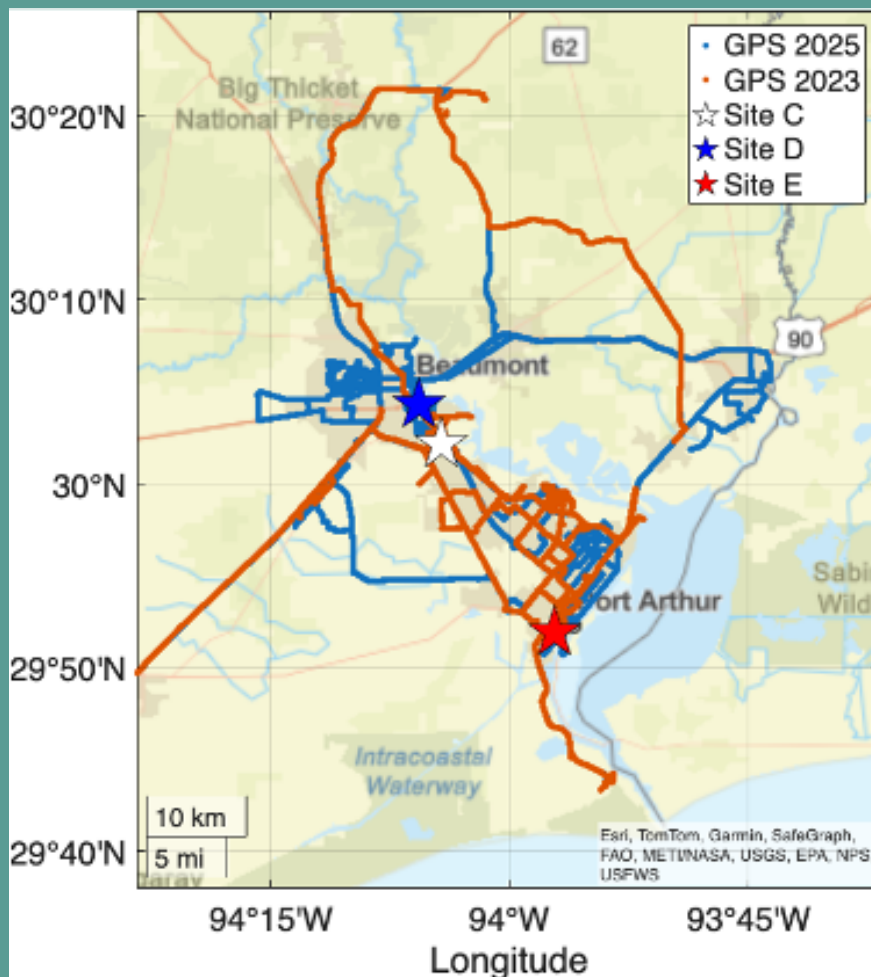 62
GPS 2025
GPS 2023
Site C
Site D
Site E
Big Thicket
National Preserve
30°20'N
30°10'N
90
Beaumont
30°N
Sabi
Wild
Port Arthur
29°50'N
Intracoastal
Waterway
10 km
5 mi
Esri, TomTom, Garmin, SafeGraph,
FAO, METI/NASA, USGS, EPA, NPS
USFWS
29°40'N
94°15'W
94°W
93°45'W
Longitude